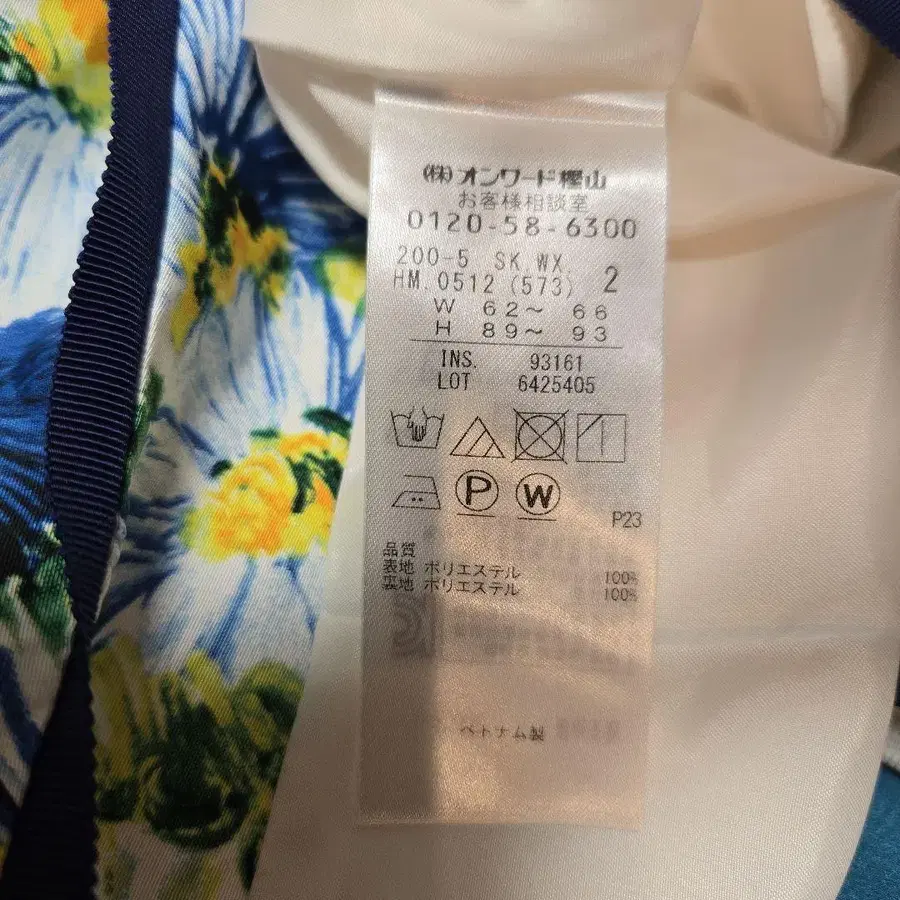 ㈱オンワード樫山
お客様相談室
0120-58-6300
200-5 SK.WX.
HM.0512 (573) 2
W 62～ 66
H 89～ 93
INS. 93161
LOT 6425405
P
W
P23
品質
表地 ポリエステル 100%
裏地 ポリエステル 100%
ベトナム製